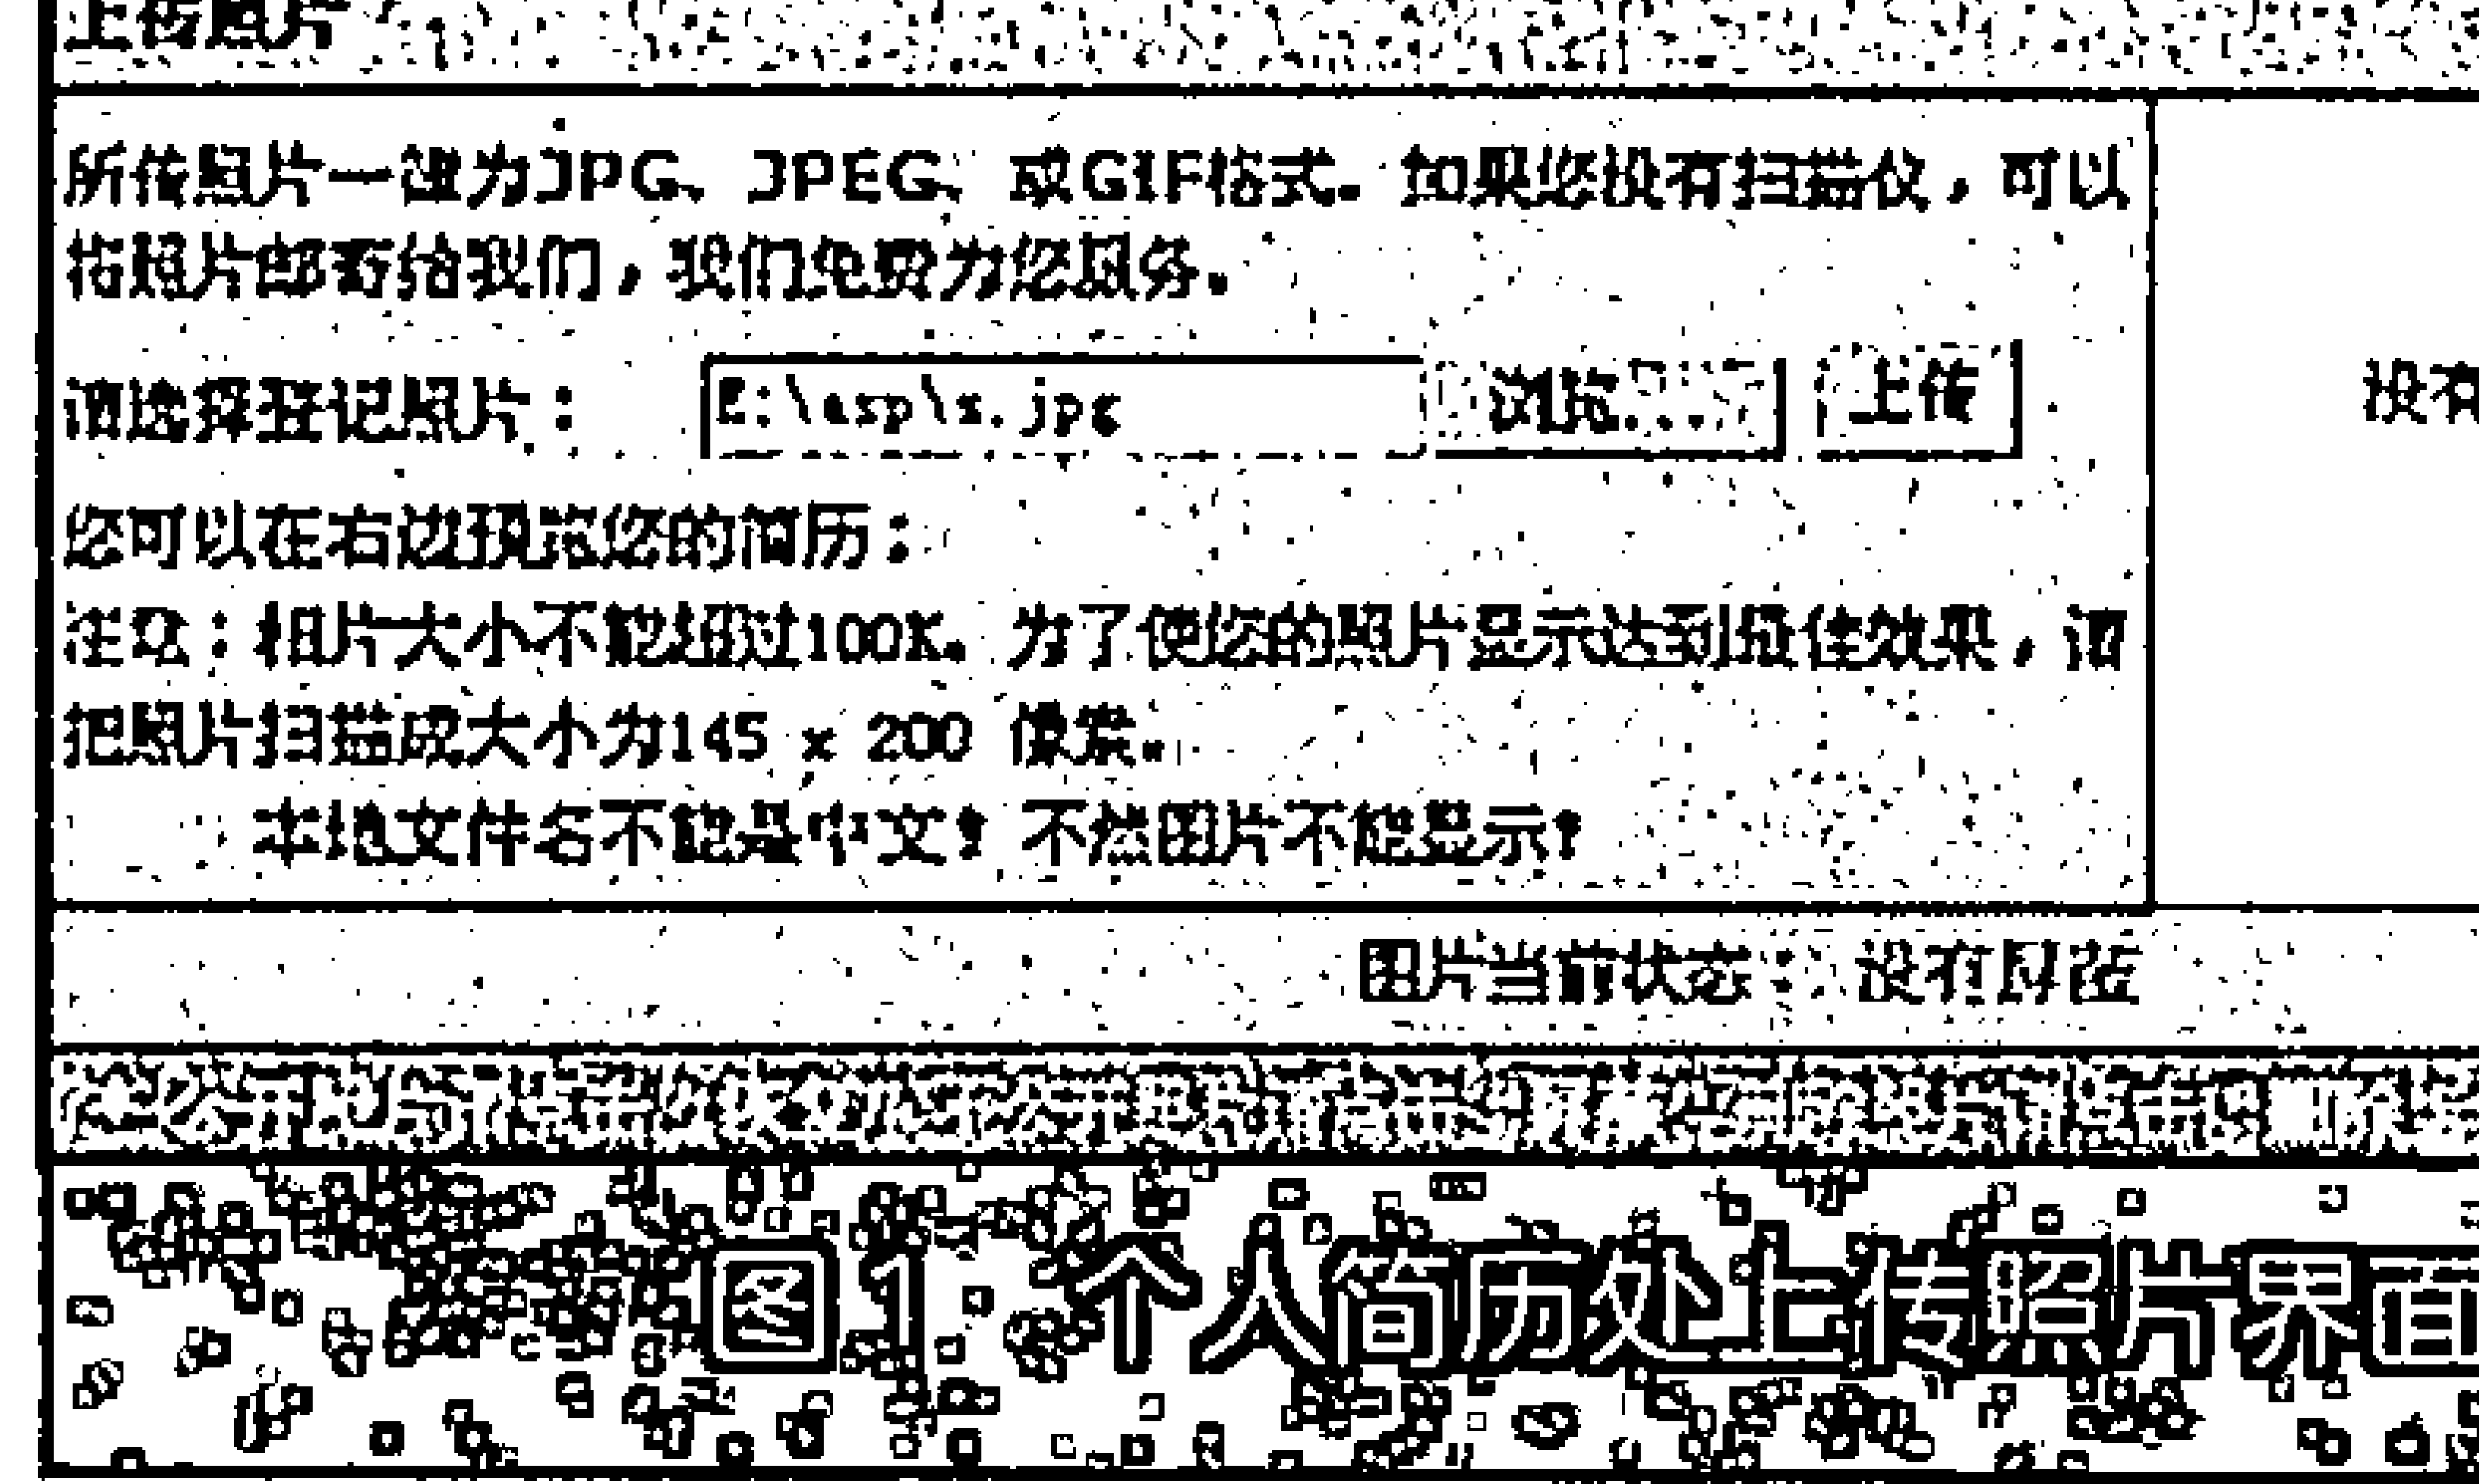 上传照片
所传照片一律为JPG、JPEG、或GIF格式。如果您没有扫描仪，可以
将照片邮寄给我们，我们免费为您服务。
请选择登记照片： E:\asp\z.jpg 浏览... 上传
没有
您可以在右边预览您的简历：
注意：相片大小不能超过100K。为了使您的照片显示达到最佳效果，请
把照片扫描成大小为145 x 200 像素。
本地文件名不能是中文！不然图片不能显示！
图片当前状态： 没有
图1 个人简历处上传照片界面